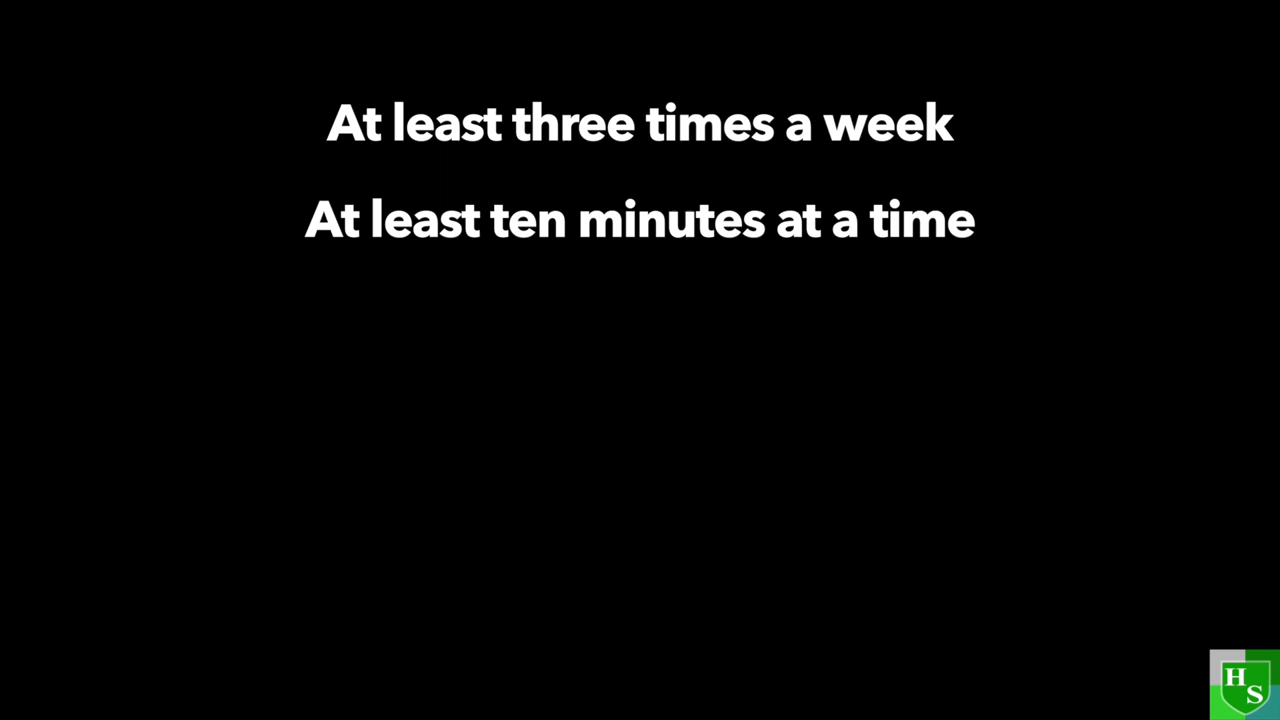 At least three times a week
At least ten minutes at a time
H
S